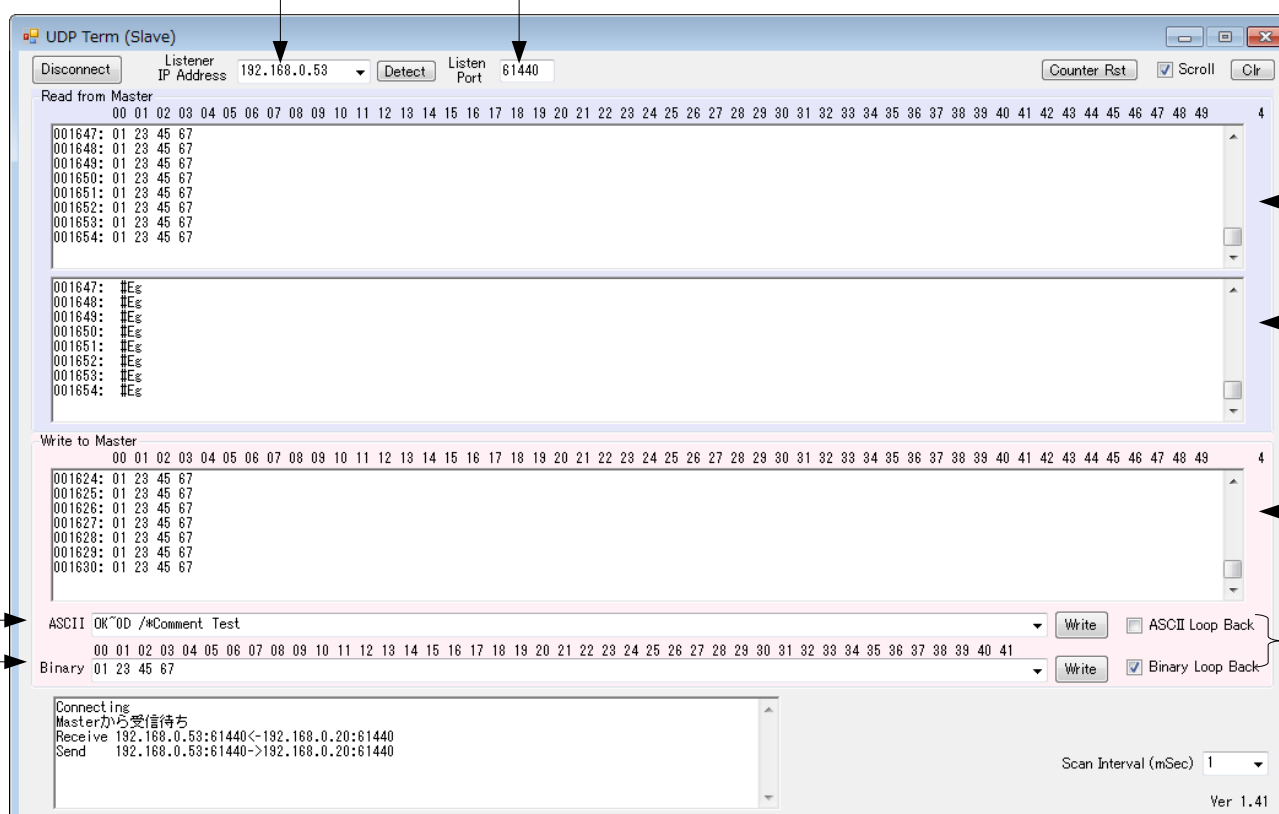 UDP Term (Slave)
Disconnect Listener IP Address 192.168.0.53 Detect Listen Port 61440 Counter Rst Scroll Clr
Read from Master
00 01 02 03 04 05 06 07 08 09 10 11 12 13 14 15 16 17 18 19 20 21 22 23 24 25 26 27 28 29 30 31 32 33 34 35 36 37 38 39 40 41 42 43 44 45 46 47 48 49 4
001647: 01 23 45 67
001648: 01 23 45 67
001649: 01 23 45 67
001650: 01 23 45 67
001651: 01 23 45 67
001652: 01 23 45 67
001653: 01 23 45 67
001654: 01 23 45 67
001647: #Eg
001648: #Eg
001649: #Eg
001650: #Eg
001651: #Eg
001652: #Eg
001653: #Eg
001654: #Eg
Write to Master
00 01 02 03 04 05 06 07 08 09 10 11 12 13 14 15 16 17 18 19 20 21 22 23 24 25 26 27 28 29 30 31 32 33 34 35 36 37 38 39 40 41 42 43 44 45 46 47 48 49 4
001624: 01 23 45 67
001625: 01 23 45 67
001626: 01 23 45 67
001627: 01 23 45 67
001628: 01 23 45 67
001629: 01 23 45 67
001630: 01 23 45 67
ASCII OK~0D /*Comment Test Write ASCII Loop Back
00 01 02 03 04 05 06 07 08 09 10 11 12 13 14 15 16 17 18 19 20 21 22 23 24 25 26 27 28 29 30 31 32 33 34 35 36 37 38 39 40 41
Binary 01 23 45 67 Write Binary Loop Back
Connecting
Masterから受信待ち
Receive 192.168.0.53:61440<-192.168.0.20:61440
Send 192.168.0.53:61440->192.168.0.20:61440
Scan Interval (mSec) 1
Ver 1.41